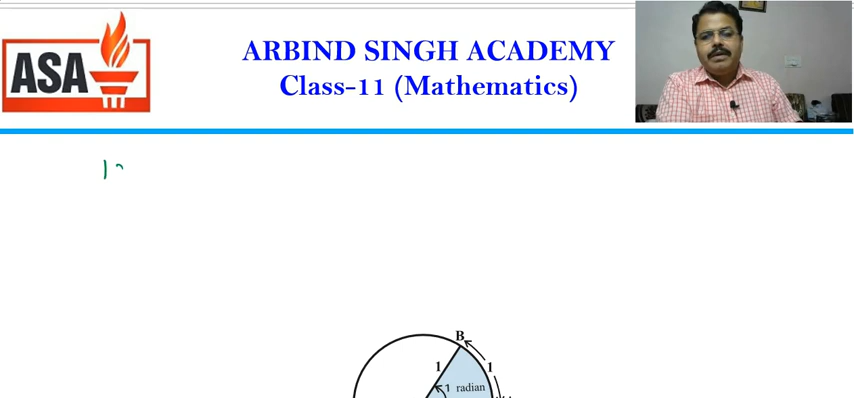 ASA
ARBIND SINGH ACADEMY
Class-11 (Mathematics)
B
1
1
1 radian